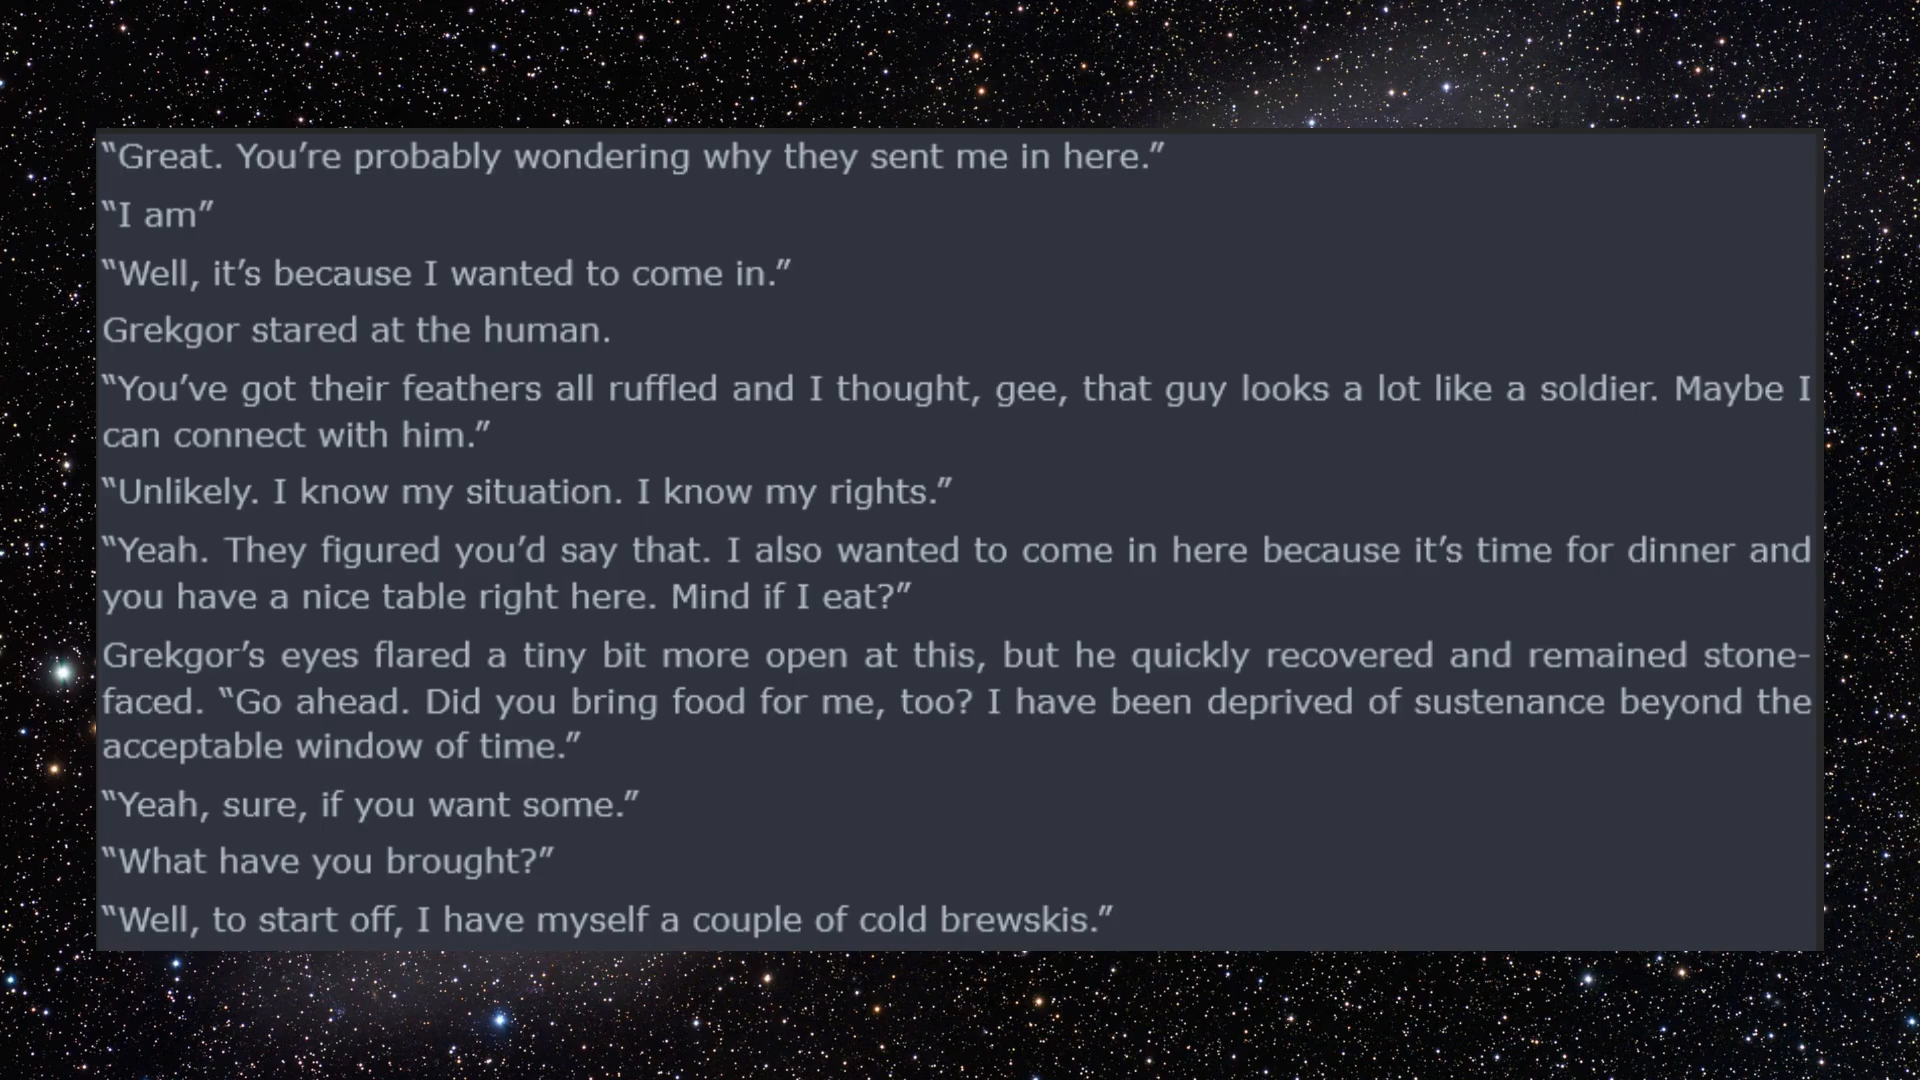 “Great. You’re probably wondering why they sent me in here.”
“I am”
“Well, it’s because I wanted to come in.”
Grekgor stared at the human.
“You’ve got their feathers all ruffled and I thought, gee, that guy looks a lot like a soldier. Maybe I
can connect with him.”
“Unlikely. I know my situation. I know my rights.”
“Yeah. They figured you’d say that. I also wanted to come in here because it’s time for dinner and
you have a nice table right here. Mind if I eat?”
Grekgor’s eyes flared a tiny bit more open at this, but he quickly recovered and remained stone-
faced. “Go ahead. Did you bring food for me, too? I have been deprived of sustenance beyond the
acceptable window of time.”
“Yeah, sure, if you want some.”
“What have you brought?”
“Well, to start off, I have myself a couple of cold brewskis.”